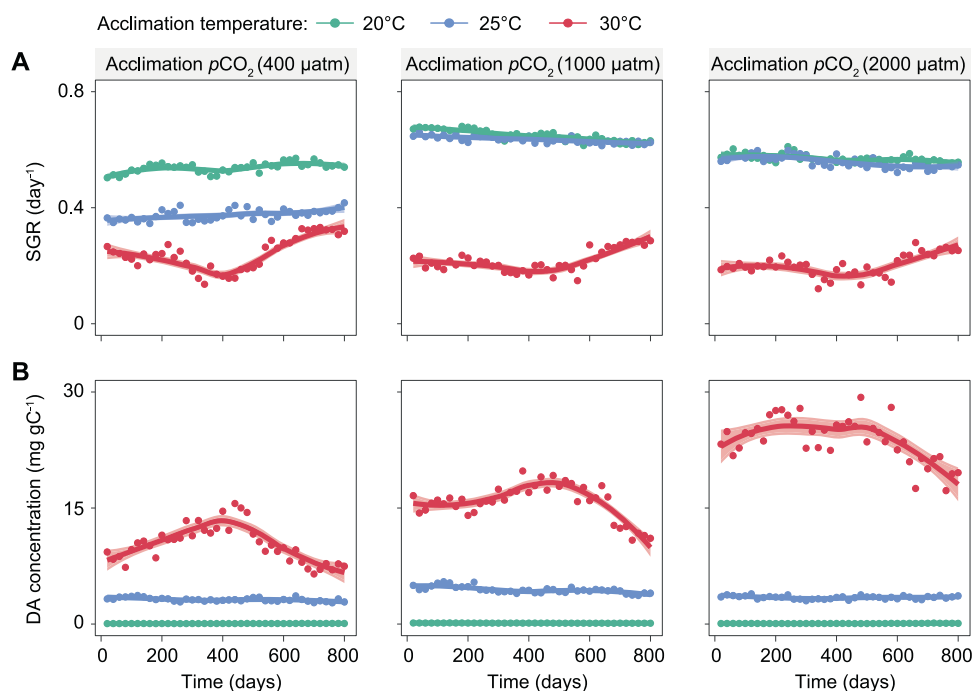 Acclimation temperature: 20°C 25°C 30°C
A
Acclimation pCO₂ (400 µatm) Acclimation pCO₂ (1000 µatm) Acclimation pCO₂ (2000 µatm)
0.8
0.4
0
SGR (day⁻¹)
B
30
15
0
DA concentration (mg gC⁻¹)
0 200 400 600 800 0 200 400 600 800 0 200 400 600 800
Time (days) Time (days) Time (days)